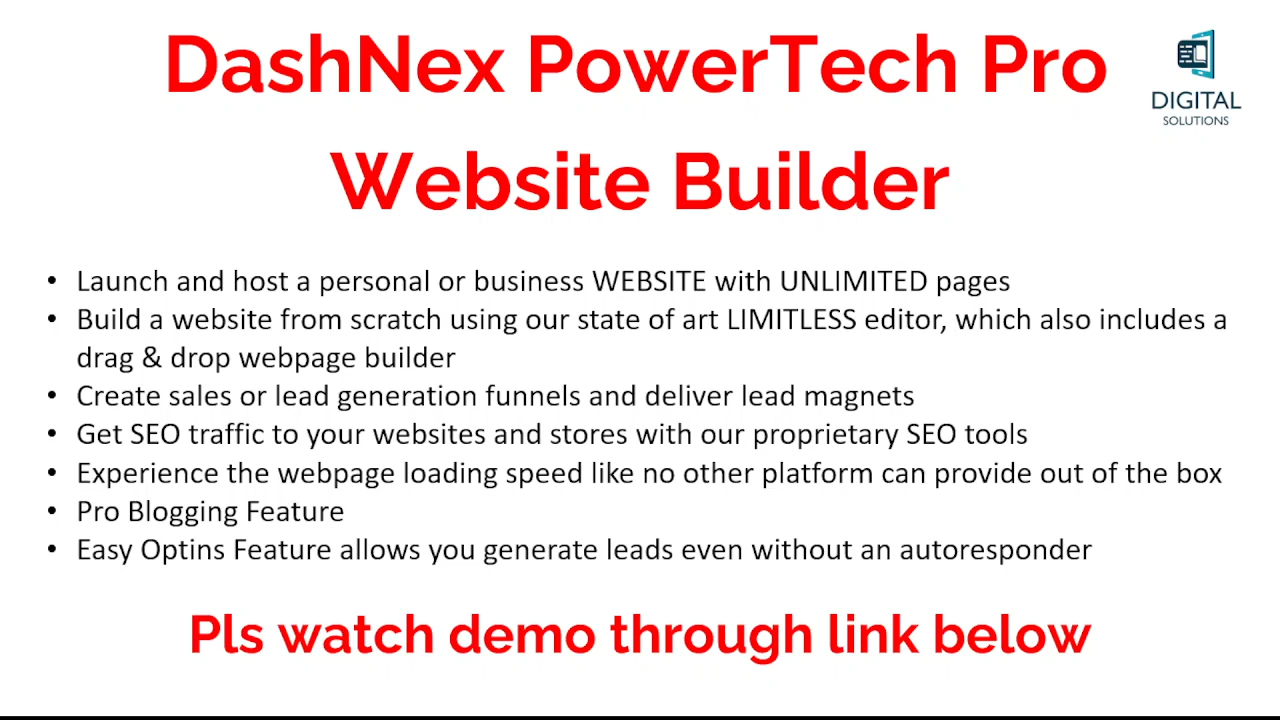 DashNex PowerTech Pro
DIGITAL
SOLUTIONS
Website Builder
• Launch and host a personal or business WEBSITE with UNLIMITED pages
• Build a website from scratch using our state of art LIMITLESS editor, which also includes a
drag & drop webpage builder
• Create sales or lead generation funnels and deliver lead magnets
• Get SEO traffic to your websites and stores with our proprietary SEO tools
• Experience the webpage loading speed like no other platform can provide out of the box
• Pro Blogging Feature
• Easy Optins Feature allows you generate leads even without an autoresponder
Pls watch demo through link below